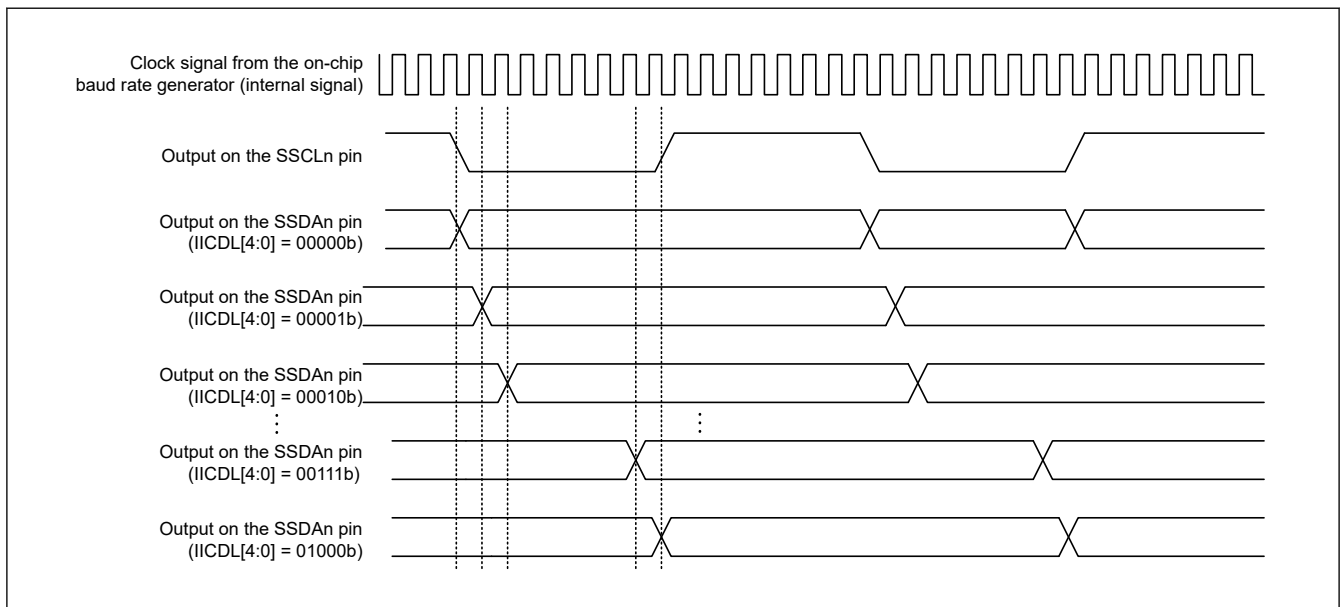 Clock signal from the on-chip
baud rate generator (internal signal)
Output on the SSCLn pin
Output on the SSDAn pin
(IICDL[4:0] = 00000b)
Output on the SSDAn pin
(IICDL[4:0] = 00001b)
Output on the SSDAn pin
(IICDL[4:0] = 00010b)
Output on the SSDAn pin
(IICDL[4:0] = 00111b)
Output on the SSDAn pin
(IICDL[4:0] = 01000b)